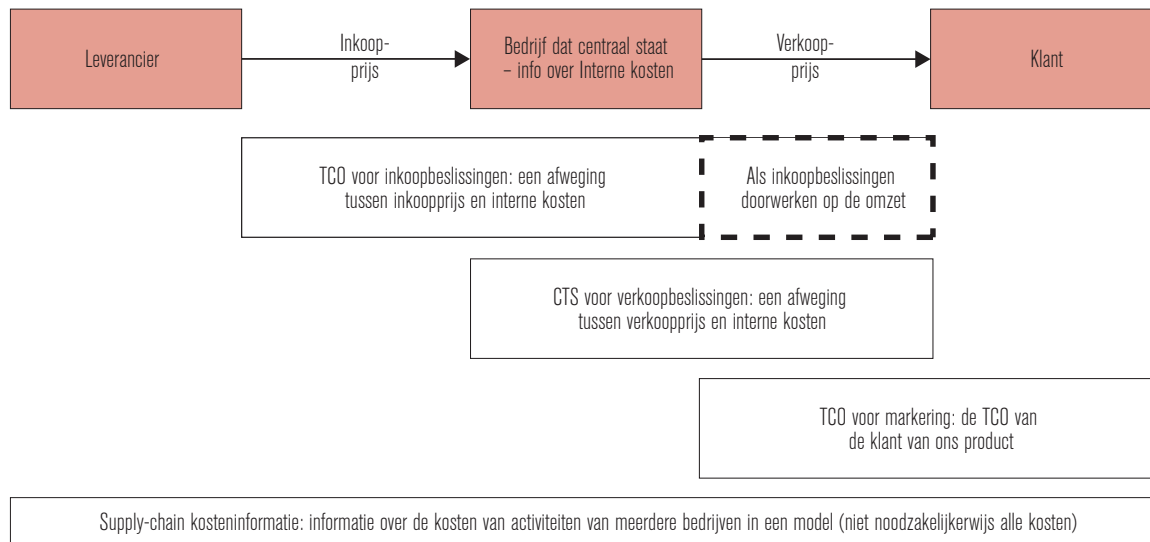 Leverancier
Inkoop-
prijs
Bedrijf dat centraal staat
– info over Interne kosten
Verkoop-
prijs
Klant
TCO voor inkoopbeslissingen: een afweging
tussen inkoopprijs en interne kosten
Als inkoopbeslissingen
doorwerken op de omzet
CTS voor verkoopbeslissingen: een afweging
tussen verkoopprijs en interne kosten
TCO voor markering: de TCO van
de klant van ons product
Supply-chain kosteninformatie: informatie over de kosten van activiteiten van meerdere bedrijven in een model (niet noodzakelijkerwijs alle kosten)